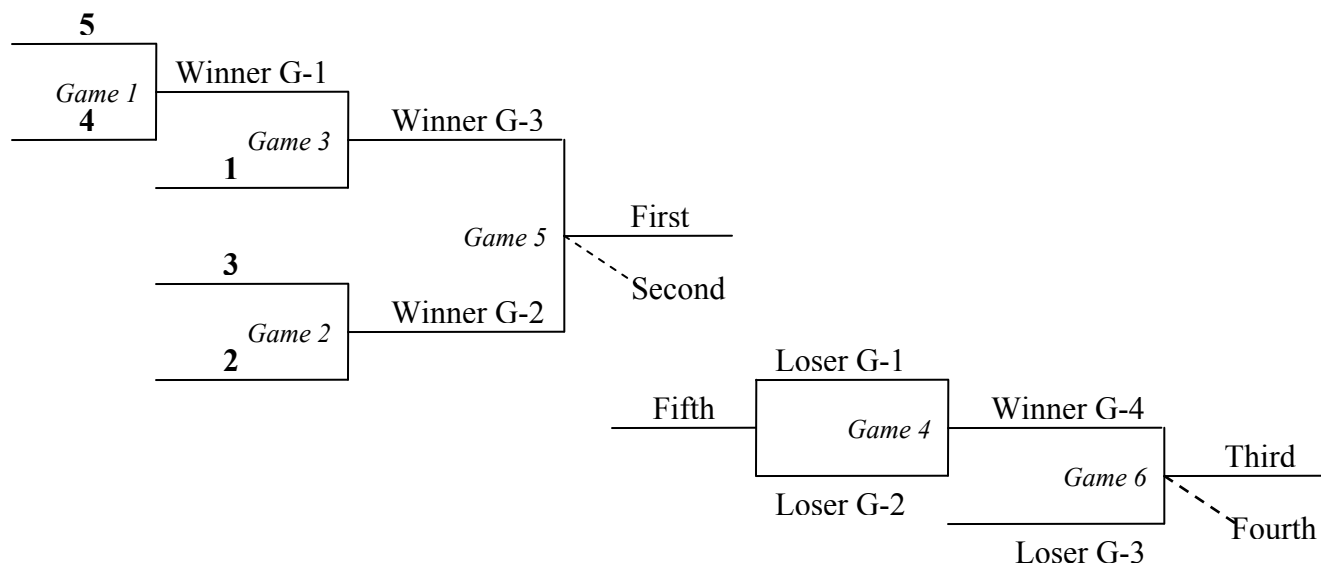 5
Winner G-1
Game 1
4
Winner G-3
Game 3
1
First
Game 5
3
Second
Winner G-2
Game 2
2
Loser G-1
Fifth
Winner G-4
Game 4
Third
Game 6
Loser G-2
Fourth
Loser G-3